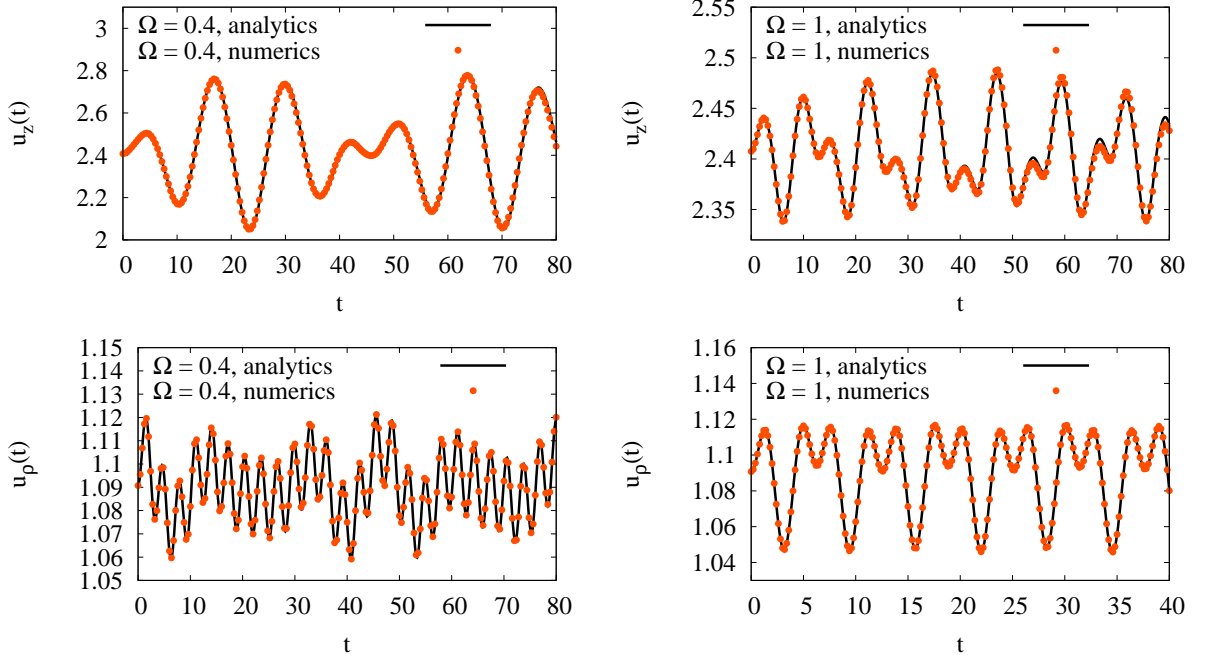 Ω = 0.4, analytics
Ω = 0.4, numerics
3
2.8
2.6
2.4
2.2
2
u_z(t)
0 10 20 30 40 50 60 70 80
t
Ω = 1, analytics
Ω = 1, numerics
2.55
2.5
2.45
2.4
2.35
u_z(t)
0 10 20 30 40 50 60 70 80
t
Ω = 0.4, analytics
Ω = 0.4, numerics
1.15
1.14
1.13
1.12
1.1
1.1
1.09
1.08
1.07
1.06
1.05
u_ρ(t)
0 10 20 30 40 50 60 70 80
t
Ω = 1, analytics
Ω = 1, numerics
1.16
1.14
1.12
1.1
1.08
1.06
1.04
u_ρ(t)
0 5 10 15 20 25 30 35 40
t